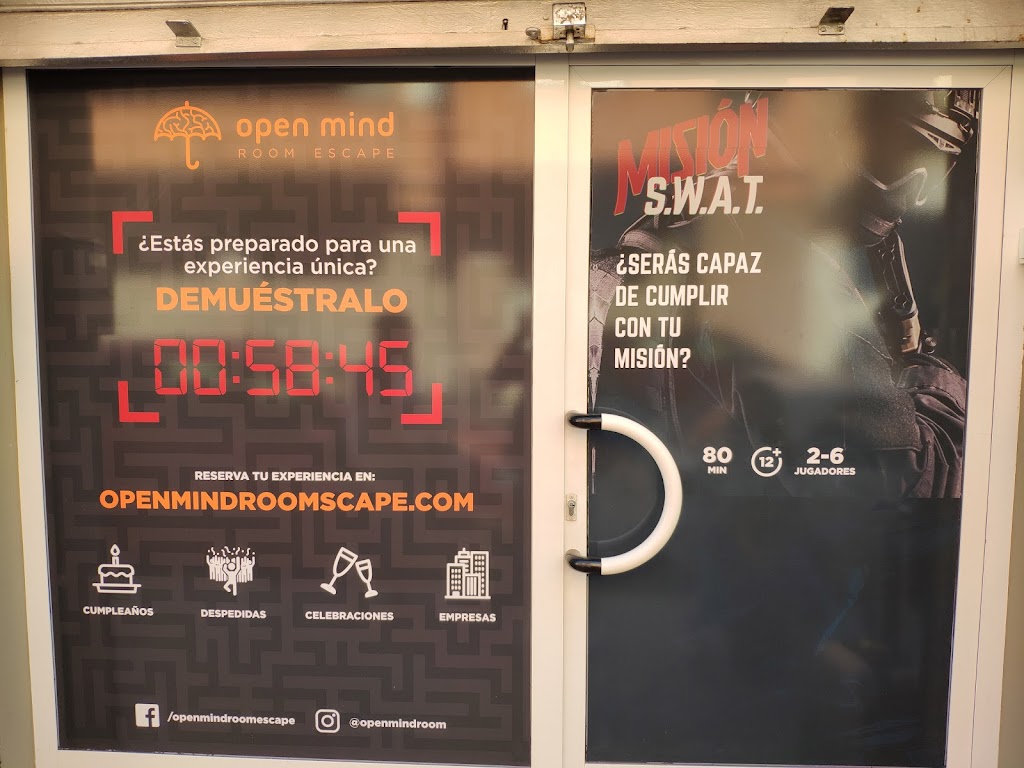 open mind
ROOM ESCAPE
¿Estás preparado para una
experiencia única?
DEMUÉSTRALO
00:58:45
RESERVA TU EXPERIENCIA EN:
OPENMINDROOMSCAPE.COM
CUMPLEAÑOS
DESPEDIDAS
CELEBRACIONES
EMPRESAS
/openmindroomescape
@openmindroom
MISIÓN
S.W.A.T.
¿SERÁS CAPAZ
DE CUMPLIR
CON TU
MISIÓN?
80
MIN
12+
2-6
JUGADORES